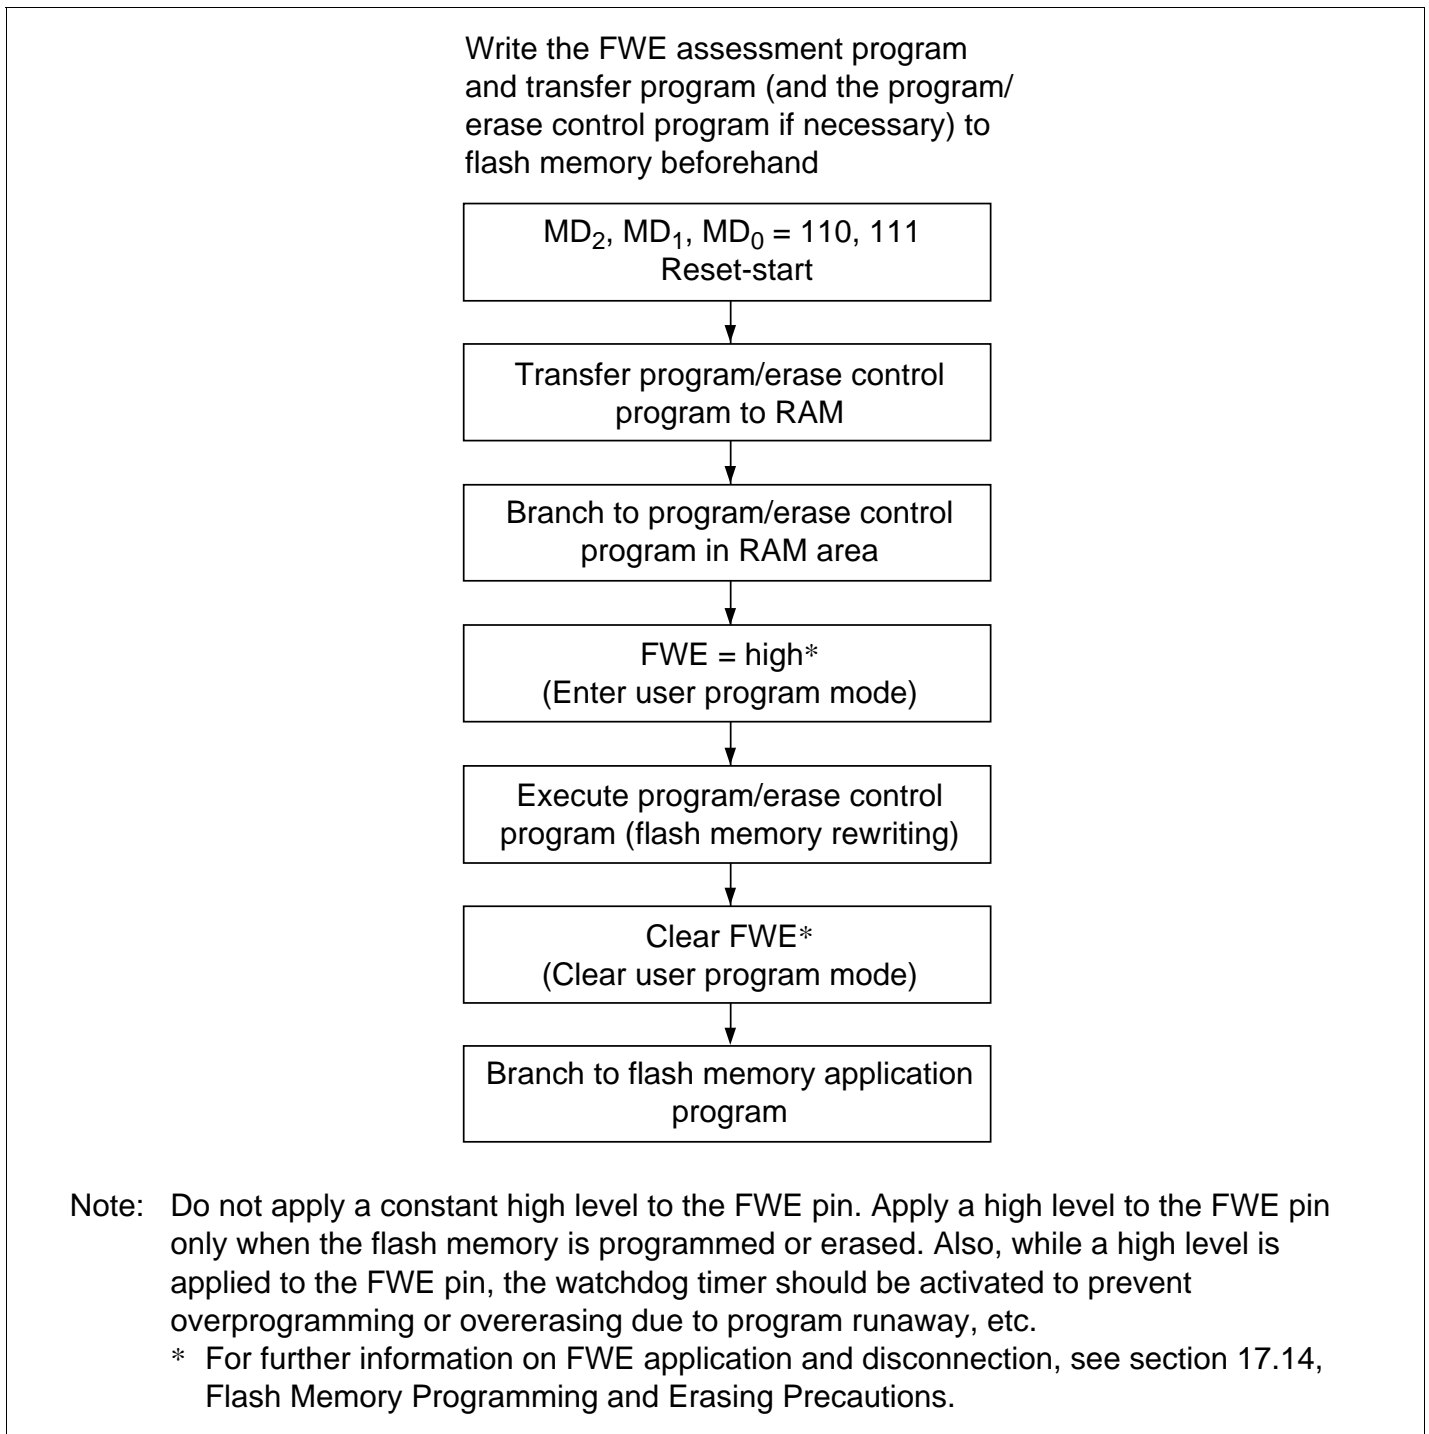 Write the FWE assessment program
and transfer program (and the program/
erase control program if necessary) to
flash memory beforehand
MD2, MD1, MD0 = 110, 111
Reset-start
Transfer program/erase control
program to RAM
Branch to program/erase control
program in RAM area
FWE = high*
(Enter user program mode)
Execute program/erase control
program (flash memory rewriting)
Clear FWE*
(Clear user program mode)
Branch to flash memory application
program
Note: Do not apply a constant high level to the FWE pin. Apply a high level to the FWE pin
only when the flash memory is programmed or erased. Also, while a high level is
applied to the FWE pin, the watchdog timer should be activated to prevent
overprogramming or overerasing due to program runaway, etc.
* For further information on FWE application and disconnection, see section 17.14,
Flash Memory Programming and Erasing Precautions.